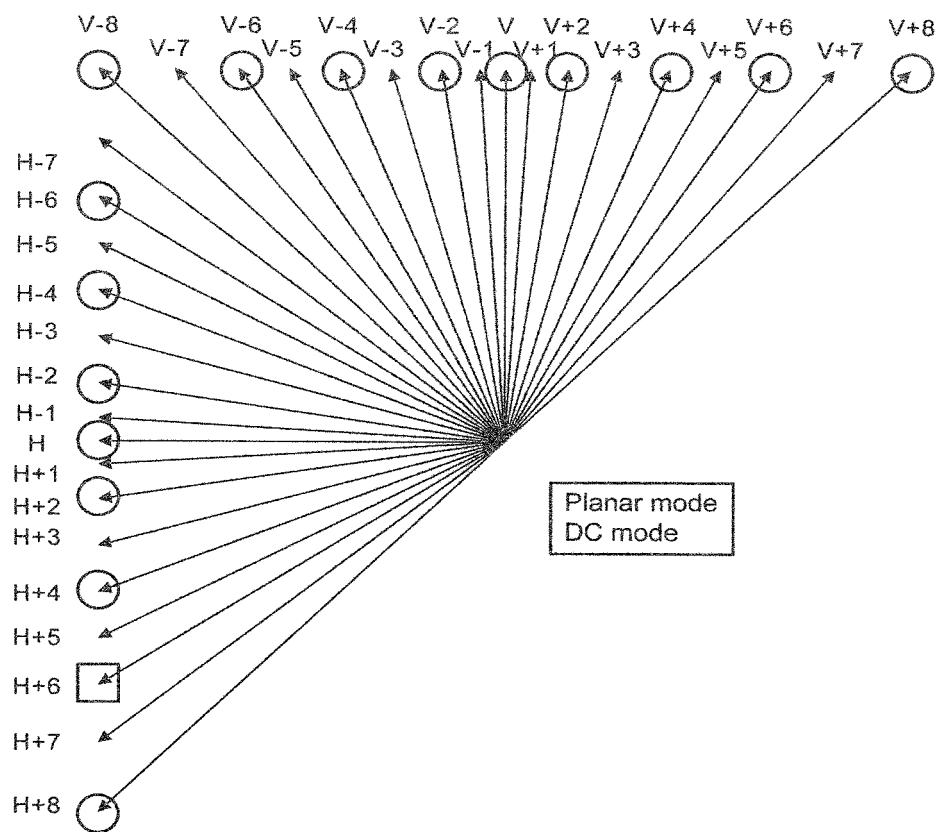 V-8 V-6 V-4 V-2 V V+2 V+4 V+6 V+8
V-7 V-5 V-3 V-1 V+1 V+3 V+5 V+7
H-7
H-6
H-5
H-4
H-3
H-2
H-1
H
H+1
H+2
H+3
H+4
H+5
H+6
H+7
H+8
Planar mode
DC mode